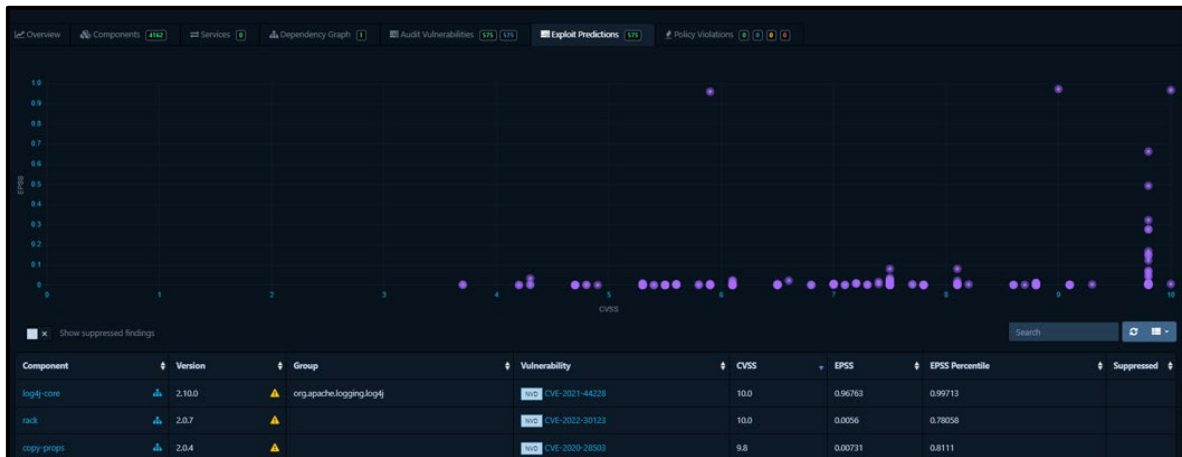 Overview Components 4162 Services 0 Dependency Graph 1 Audit Vulnerabilities 575 575 Exploit Predictions 575 Policy Violations 0 0 0 0
1.0
0.9
0.8
0.7
0.6
0.5
0.4
0.3
0.2
0.1
0
EPSS
0 1 2 3 4 5 6 7 8 9 10
CVSS
Show suppressed findings Search
Component Version Group Vulnerability CVSS EPSS EPSS Percentile Suppressed
log4j-core 2.10.0 org.apache.logging.log4j NVD CVE-2021-44228 10.0 0.96763 0.99713
rack 2.0.7 NVD CVE-2022-30123 10.0 0.0056 0.78058
copy-props 2.0.4 NVD CVE-2020-28503 9.8 0.00731 0.8111